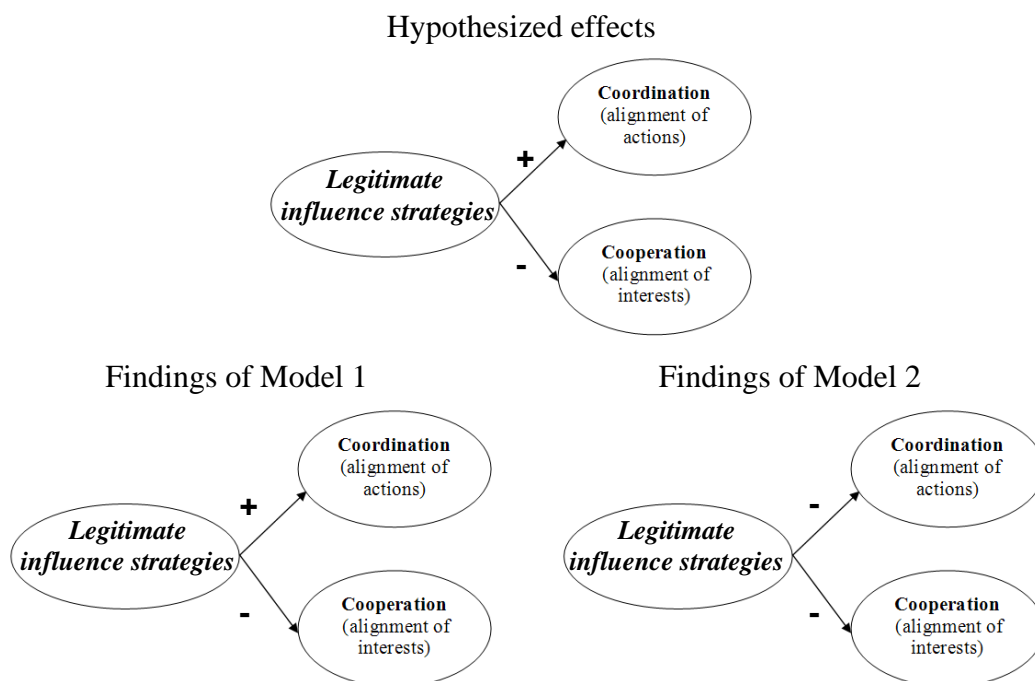 Hypothesized effects
Coordination
(alignment of
actions)
+
Legitimate
influence strategies
-
Cooperation
(alignment of
interests)
Findings of Model 1
Coordination
(alignment of
actions)
+
Legitimate
influence strategies
-
Cooperation
(alignment of
interests)
Findings of Model 2
Coordination
(alignment of
actions)
-
Legitimate
influence strategies
-
Cooperation
(alignment of
interests)